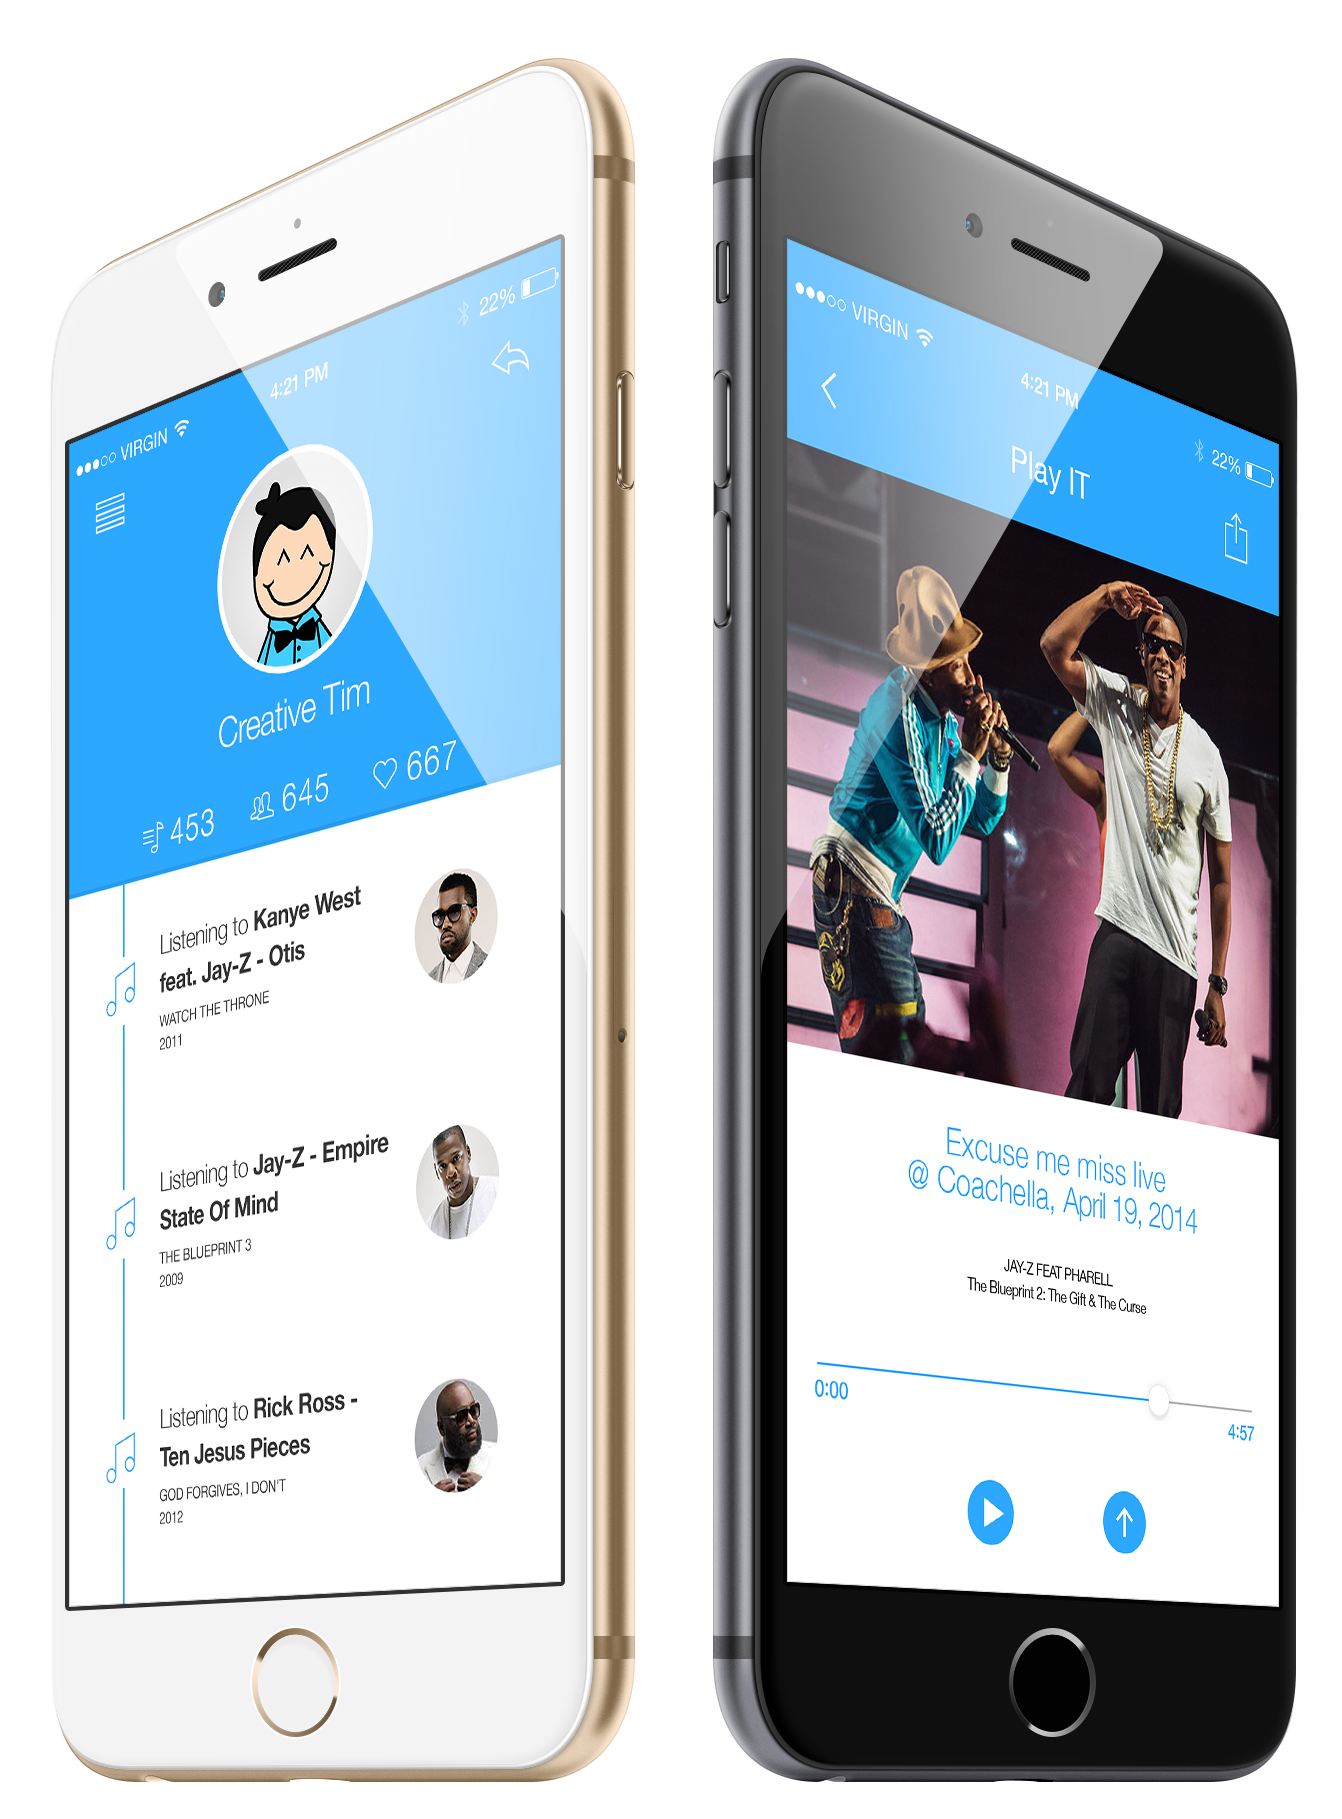 VIRGIN
4:21 PM
22%
Creative Tim
453
645
667
Listening to Kanye West
feat. Jay-Z - Otis
WATCH THE THRONE
2011
Listening to Jay-Z - Empire
State Of Mind
THE BLUEPRINT 3
2009
Listening to Rick Ross -
Ten Jesus Pieces
GOD FORGIVES, I DON'T
2012
VIRGIN
4:21 PM
22%
Play IT
Excuse me miss live
@ Coachella, April 19, 2014
JAY-Z FEAT PHARELL
The Blueprint 2: The Gift & The Curse
0:00
4:57